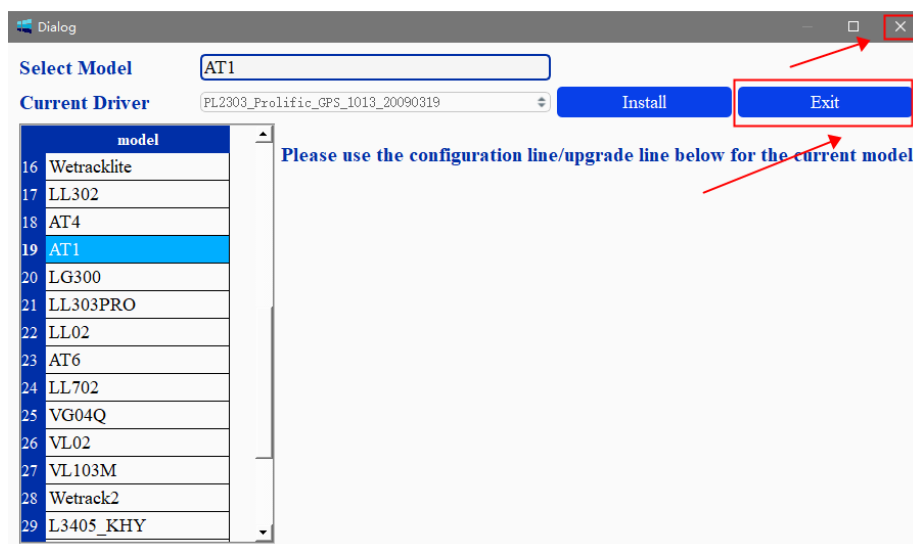 Dialog
Select Model AT1
Current Driver PL2303_Prolific_GPS_1013_20090319 Install Exit
model
Please use the configuration line/upgrade line below for the current model
16 Wetracklite
17 LL302
18 AT4
19 AT1
20 LG300
21 LL303PRO
22 LL02
23 AT6
24 LL702
25 VG04Q
26 VL02
27 VL103M
28 Wetrack2
29 L3405_KHY